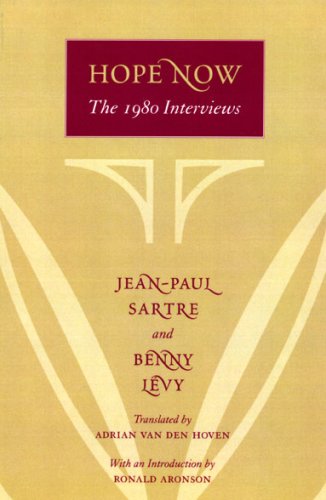 HOPE NOW
The 1980 Interviews
JEAN-PAUL
SARTRE
and
BENNY
LÉVY
Translated by
ADRIAN VAN DEN HOVEN
With an Introduction by
RONALD ARONSON